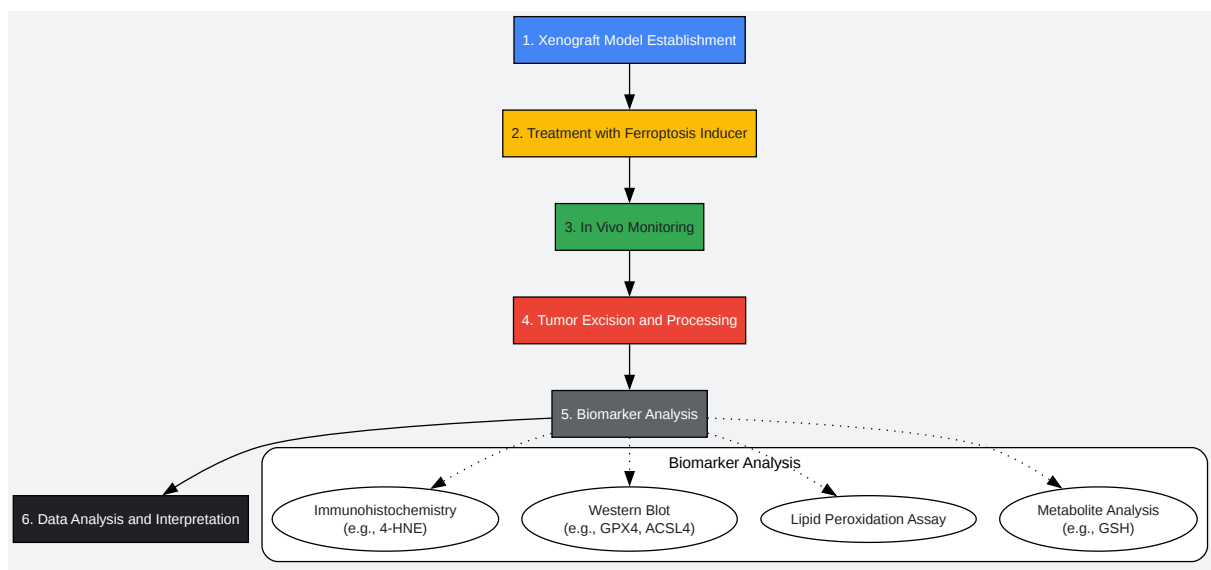 1. Xenograft Model Establishment
2. Treatment with Ferroptosis Inducer
3. In Vivo Monitoring
4. Tumor Excision and Processing
5. Biomarker Analysis
Biomarker Analysis
6. Data Analysis and Interpretation
Immunohistochemistry
(e.g., 4-HNE)
Western Blot
(e.g., GPX4, ACSL4)
Lipid Peroxidation Assay
Metabolite Analysis
(e.g., GSH)